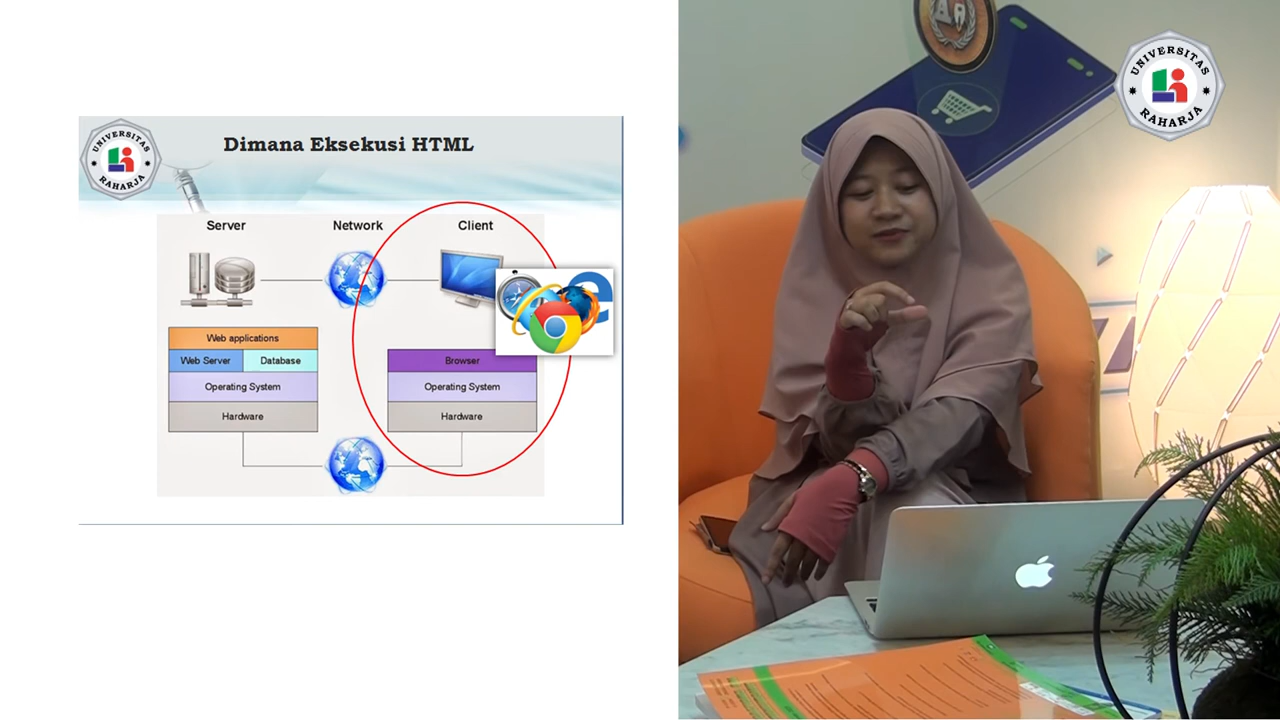 UNIVERSITAS
RAHARJA
Dimana Eksekusi HTML
Server
Network
Client
Web applications
Web Server
Database
Operating System
Hardware
Browser
Operating System
Hardware
UNIVERSITAS
RAHARJA